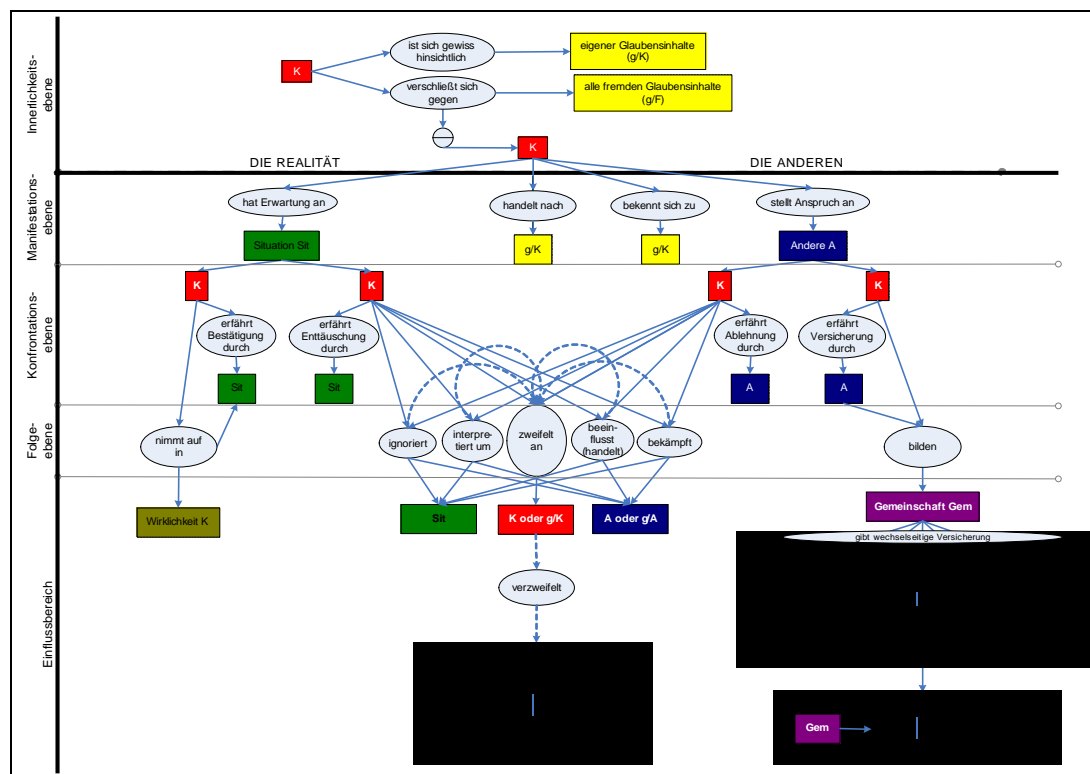 Innerlichkeits-
ebene
K
ist sich gewiss
hinsichtlich
eigener Glaubensinhalte
(g/K)
verschließt sich
gegen
alle fremden Glaubensinhalte
(g/F)
K
DIE REALITÄT
DIE ANDEREN
Manifestations-
ebene
hat Erwartung an
handelt nach
bekennt sich zu
stellt Anspruch an
Situation Sit
g/K
g/K
Andere A
Konfrontations-
ebene
K
K
K
K
erfährt
Bestätigung
durch
erfährt
Enttäuschung
durch
erfährt
Ablehnung
durch
erfährt
Versicherung
durch
Sit
Sit
A
A
Folge-
ebene
nimmt auf
in
ignoriert
interpre-
tiert um
zweifelt
an
beein-
flusst
(handelt)
bekämpft
bilden
Einflussbereich
Wirklichkeit K
Sit
K oder g/K
A oder g/A
Gemeinschaft Gem
gibt wechselseitige Versicherung
verzweifelt
Gem